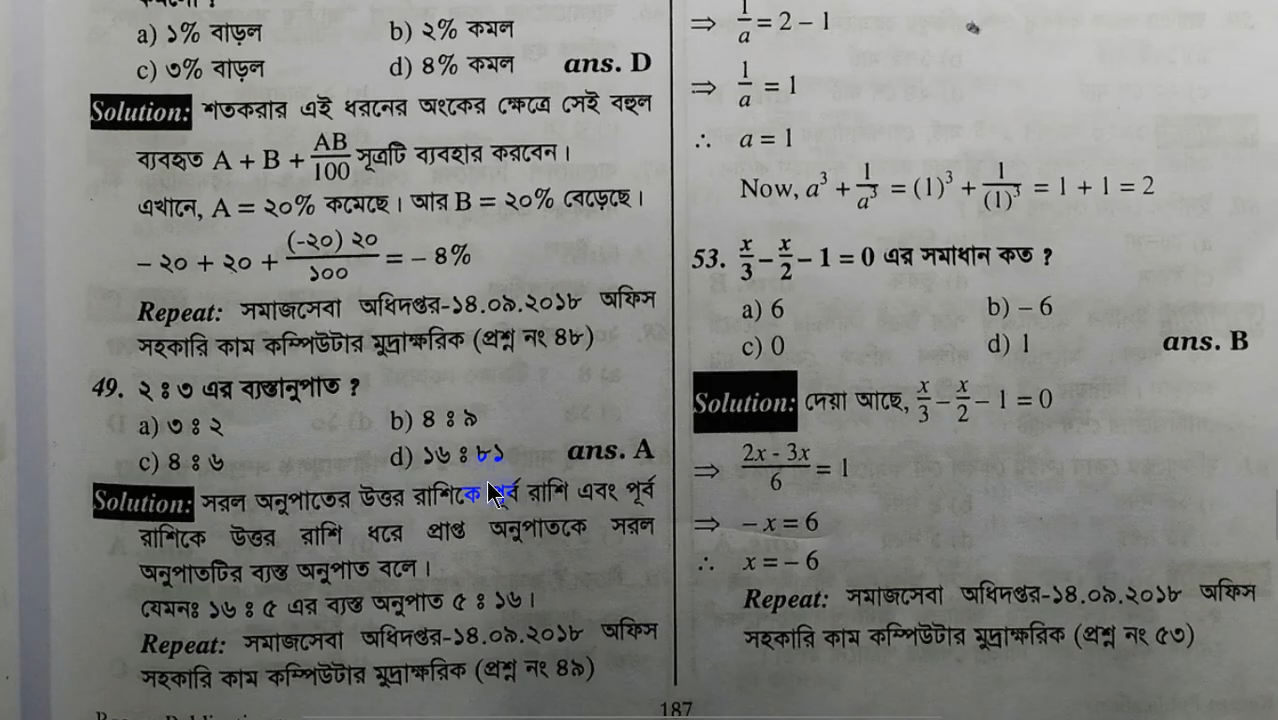 a) ১% বাড়ল b) ২% কমল
c) ৩% বাড়ল d) ৪% কমল ans. D
Solution: শতকরার এই ধরনের অংকের ক্ষেত্রে সেই বহুল
ব্যবহৃত A + B + AB/100 সূত্রটি ব্যবহার করবেন।
এখানে, A = ২০% কমেছে। আর B = ২০% বেড়েছে।
- ২০ + ২০ + (-২০) ২০/১০০ = - ৪%
Repeat: সমাজসেবা অধিদপ্তর-১৪.০৯.২০১৮ অফিস
সহকারি কাম কম্পিউটার মুদ্রাক্ষরিক (প্রশ্ন নং ৪৮)
49. ২ ঃ ৩ এর ব্যস্তানুপাত ?
a) ৩ ঃ ২ b) ৪ ঃ ৯
c) ৪ ঃ ৬ d) ১৬ ঃ ৮১ ans. A
Solution: সরল অনুপাতের উত্তর রাশিকে পূর্ব রাশি এবং পূর্ব
রাশিকে উত্তর রাশি ধরে প্রাপ্ত অনুপাতকে সরল
অনুপাতটির ব্যস্ত অনুপাত বলে।
যেমনঃ ১৬ ঃ ৫ এর ব্যস্ত অনুপাত ৫ ঃ ১৬।
Repeat: সমাজসেবা অধিদপ্তর-১৪.০৯.২০১৮ অফিস
সহকারি কাম কম্পিউটার মুদ্রাক্ষরিক (প্রশ্ন নং ৪৯)
⇒ 1/a = 2 − 1
⇒ 1/a = 1
∴ a = 1
Now, a³ + 1/a³ = (1)³ + 1/(1)³ = 1 + 1 = 2
53. x/3 − x/2 − 1 = 0 এর সমাধান কত ?
a) 6 b) − 6
c) 0 d) 1 ans. B
Solution: দেয়া আছে, x/3 − x/2 − 1 = 0
⇒ 2x - 3x/6 = 1
⇒ − x = 6
∴ x = − 6
Repeat: সমাজসেবা অধিদপ্তর-১৪.০৯.২০১৮ অফিস
সহকারি কাম কম্পিউটার মুদ্রাক্ষরিক (প্রশ্ন নং ৫৩)
187